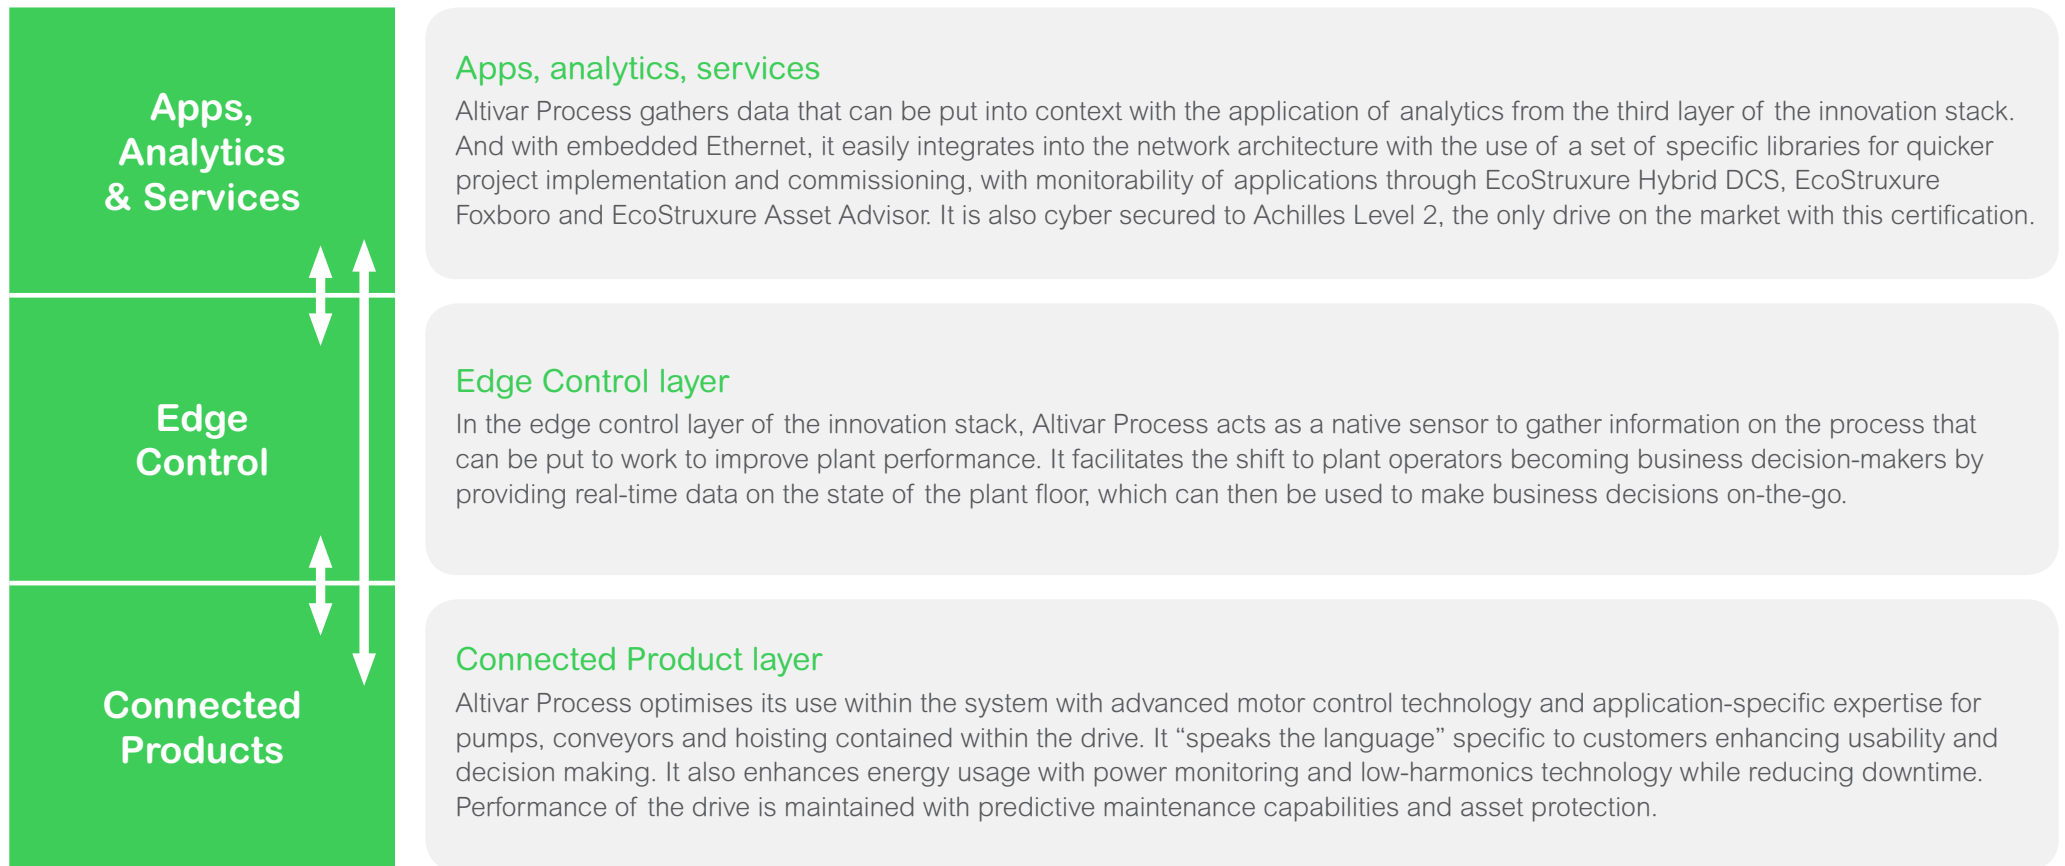 Apps,
Analytics
& Services
Apps, analytics, services
Altivar Process gathers data that can be put into context with the application of analytics from the third layer of the innovation stack.
And with embedded Ethernet, it easily integrates into the network architecture with the use of a set of specific libraries for quicker
project implementation and commissioning, with monitorability of applications through EcoStruxure Hybrid DCS, EcoStruxure
Foxboro and EcoStruxure Asset Advisor. It is also cyber secured to Achilles Level 2, the only drive on the market with this certification.
Edge
Control
Edge Control layer
In the edge control layer of the innovation stack, Altivar Process acts as a native sensor to gather information on the process that
can be put to work to improve plant performance. It facilitates the shift to plant operators becoming business decision-makers by
providing real-time data on the state of the plant floor, which can then be used to make business decisions on-the-go.
Connected
Products
Connected Product layer
Altivar Process optimises its use within the system with advanced motor control technology and application-specific expertise for
pumps, conveyors and hoisting contained within the drive. It “speaks the language” specific to customers enhancing usability and
decision making. It also enhances energy usage with power monitoring and low-harmonics technology while reducing downtime.
Performance of the drive is maintained with predictive maintenance capabilities and asset protection.